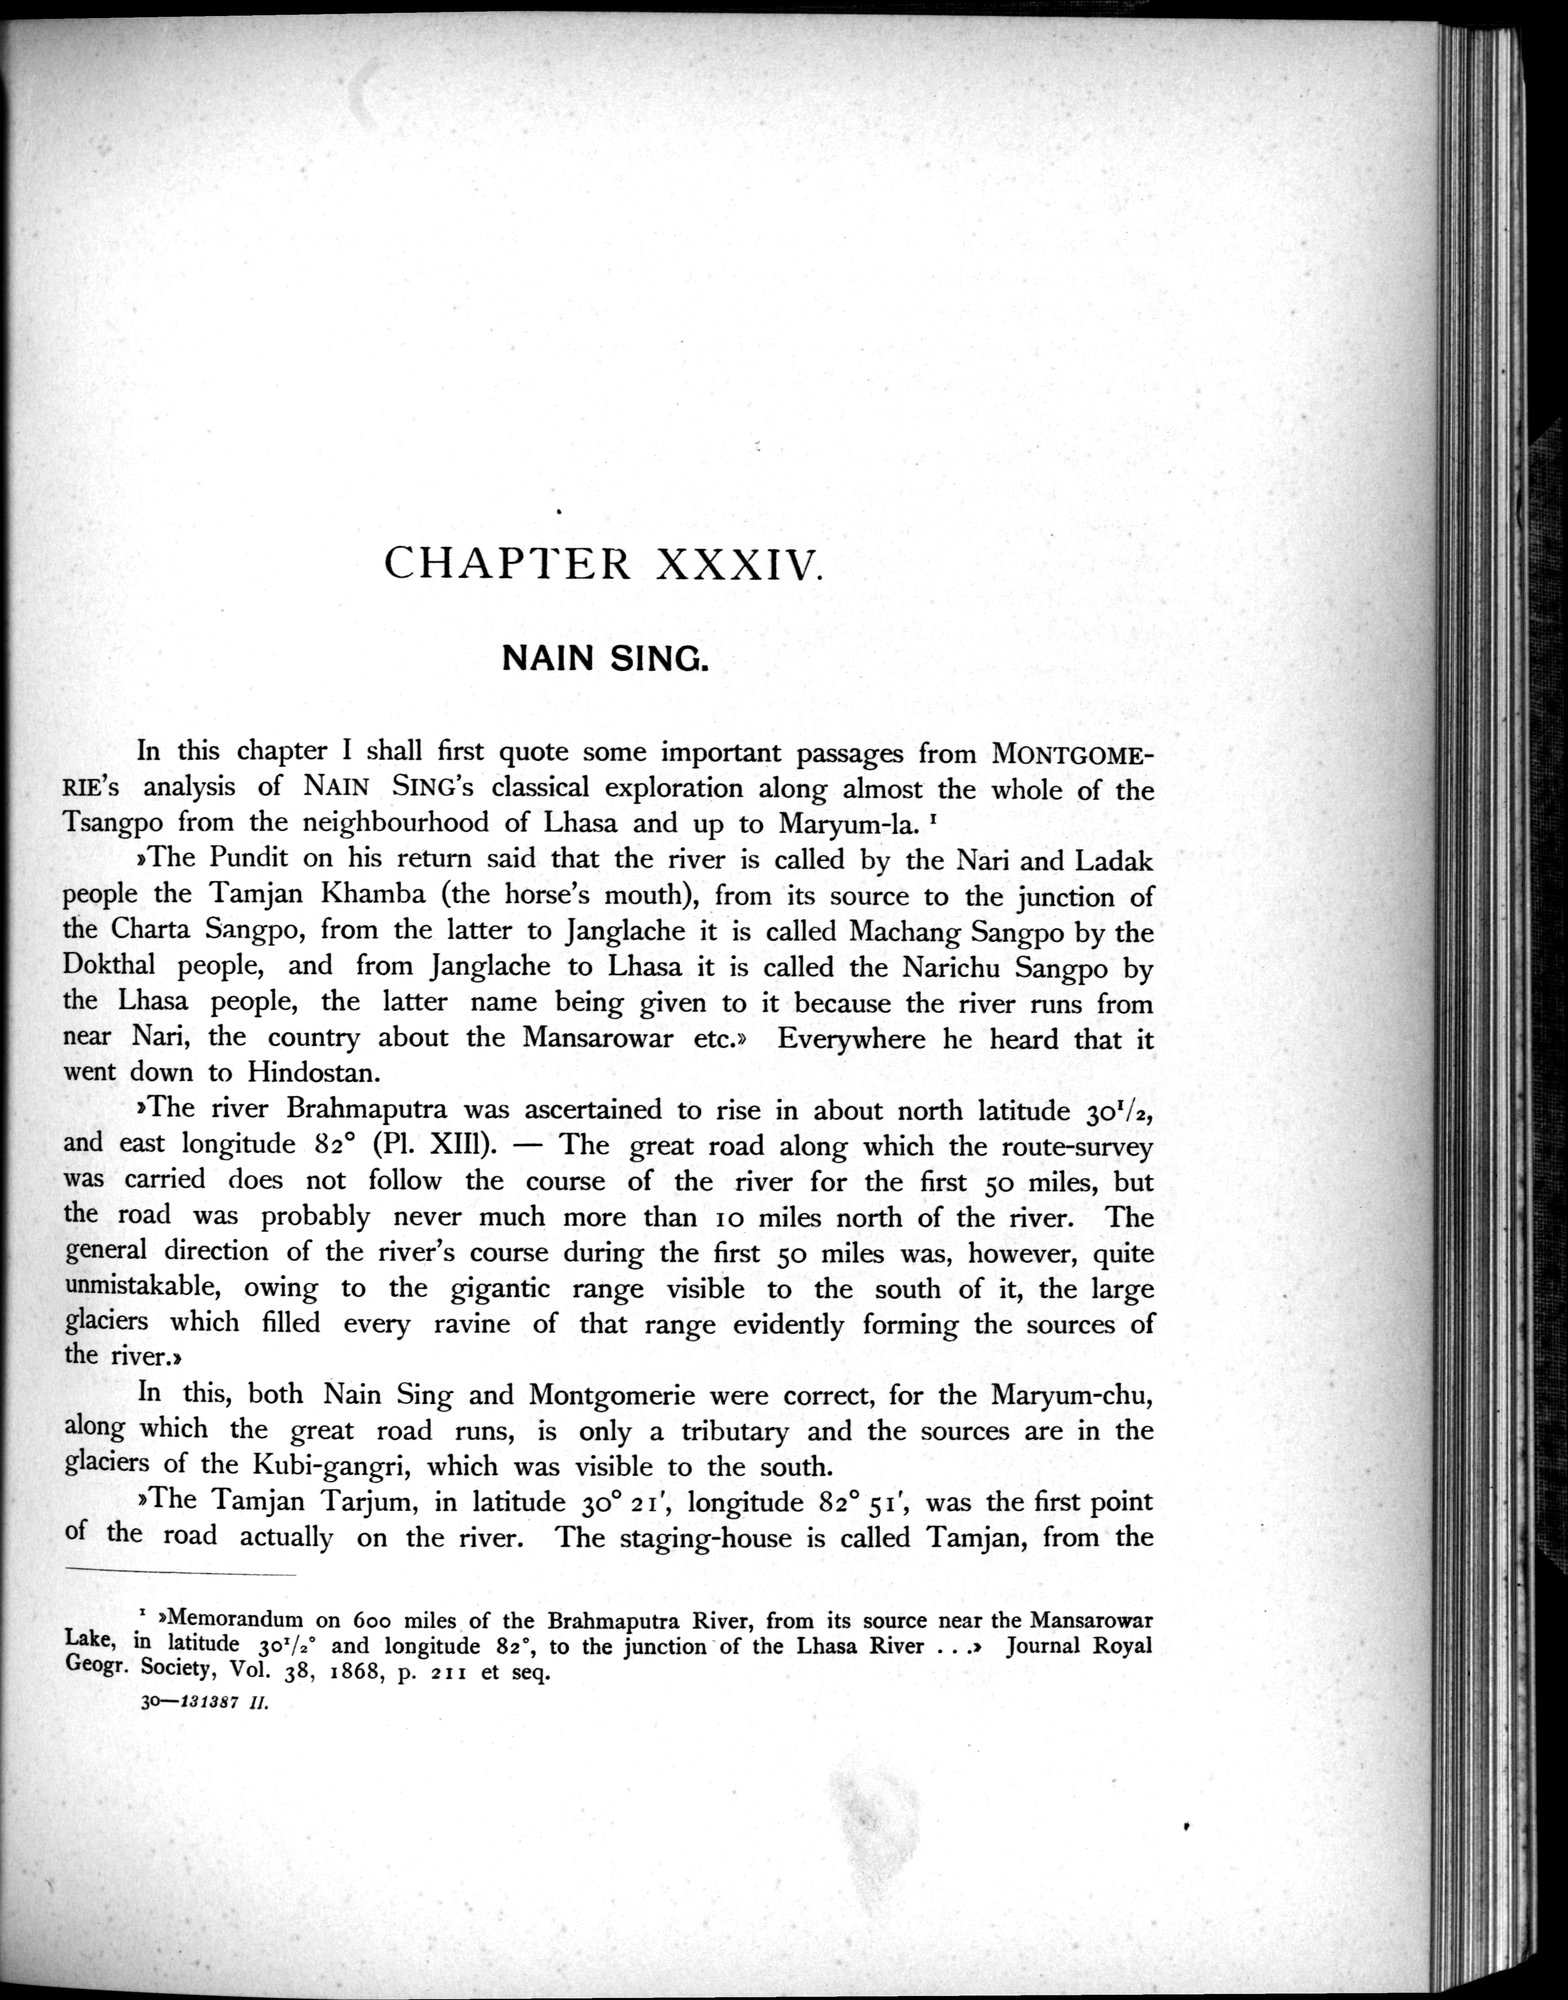 CHAPTER XXXIV.
NAIN SING.
In this chapter I shall first quote some important passages from MONTGOME-
RIE's analysis of NAIN SING's classical exploration along almost the whole of the
Tsangpo from the neighbourhood of Lhasa and up to Maryum-la. ¹
»The Pundit on his return said that the river is called by the Nari and Ladak
people the Tamjan Khamba (the horse's mouth), from its source to the junction of
the Charta Sangpo, from the latter to Janglache it is called Machang Sangpo by the
Dokthal people, and from Janglache to Lhasa it is called the Narichu Sangpo by
the Lhasa people, the latter name being given to it because the river runs from
near Nari, the country about the Mansarowar etc.» Everywhere he heard that it
went down to Hindostan.
»The river Brahmaputra was ascertained to rise in about north latitude 30¹/₂,
and east longitude 82° (Pl. XIII). — The great road along which the route-survey
was carried does not follow the course of the river for the first 50 miles, but
the road was probably never much more than 10 miles north of the river. The
general direction of the river's course during the first 50 miles was, however, quite
unmistakable, owing to the gigantic range visible to the south of it, the large
glaciers which filled every ravine of that range evidently forming the sources of
the river.»
In this, both Nain Sing and Montgomerie were correct, for the Maryum-chu,
along which the great road runs, is only a tributary and the sources are in the
glaciers of the Kubi-gangri, which was visible to the south.
»The Tamjan Tarjum, in latitude 30° 21′, longitude 82° 51′, was the first point
of the road actually on the river. The staging-house is called Tamjan, from the
¹ »Memorandum on 600 miles of the Brahmaputra River, from its source near the Mansarowar
Lake, in latitude 30¹/₂° and longitude 82°, to the junction of the Lhasa River . . .» Journal Royal
Geogr. Society, Vol. 38, 1868, p. 211 et seq.
30—131387 II.